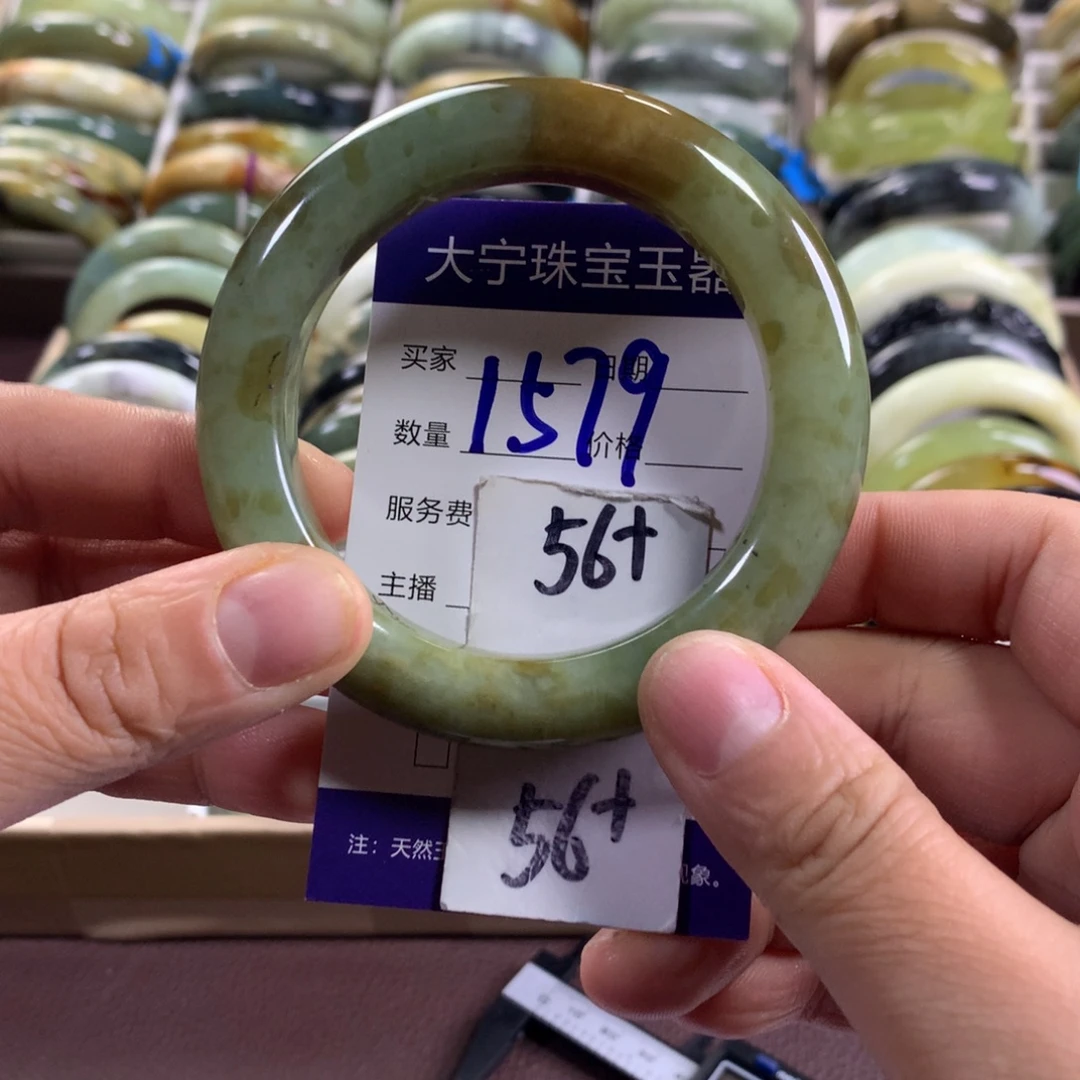 大宁珠宝玉器
买家 日期
1579
数量 价格
服务费
56+
主播
56+
注：天然 象。